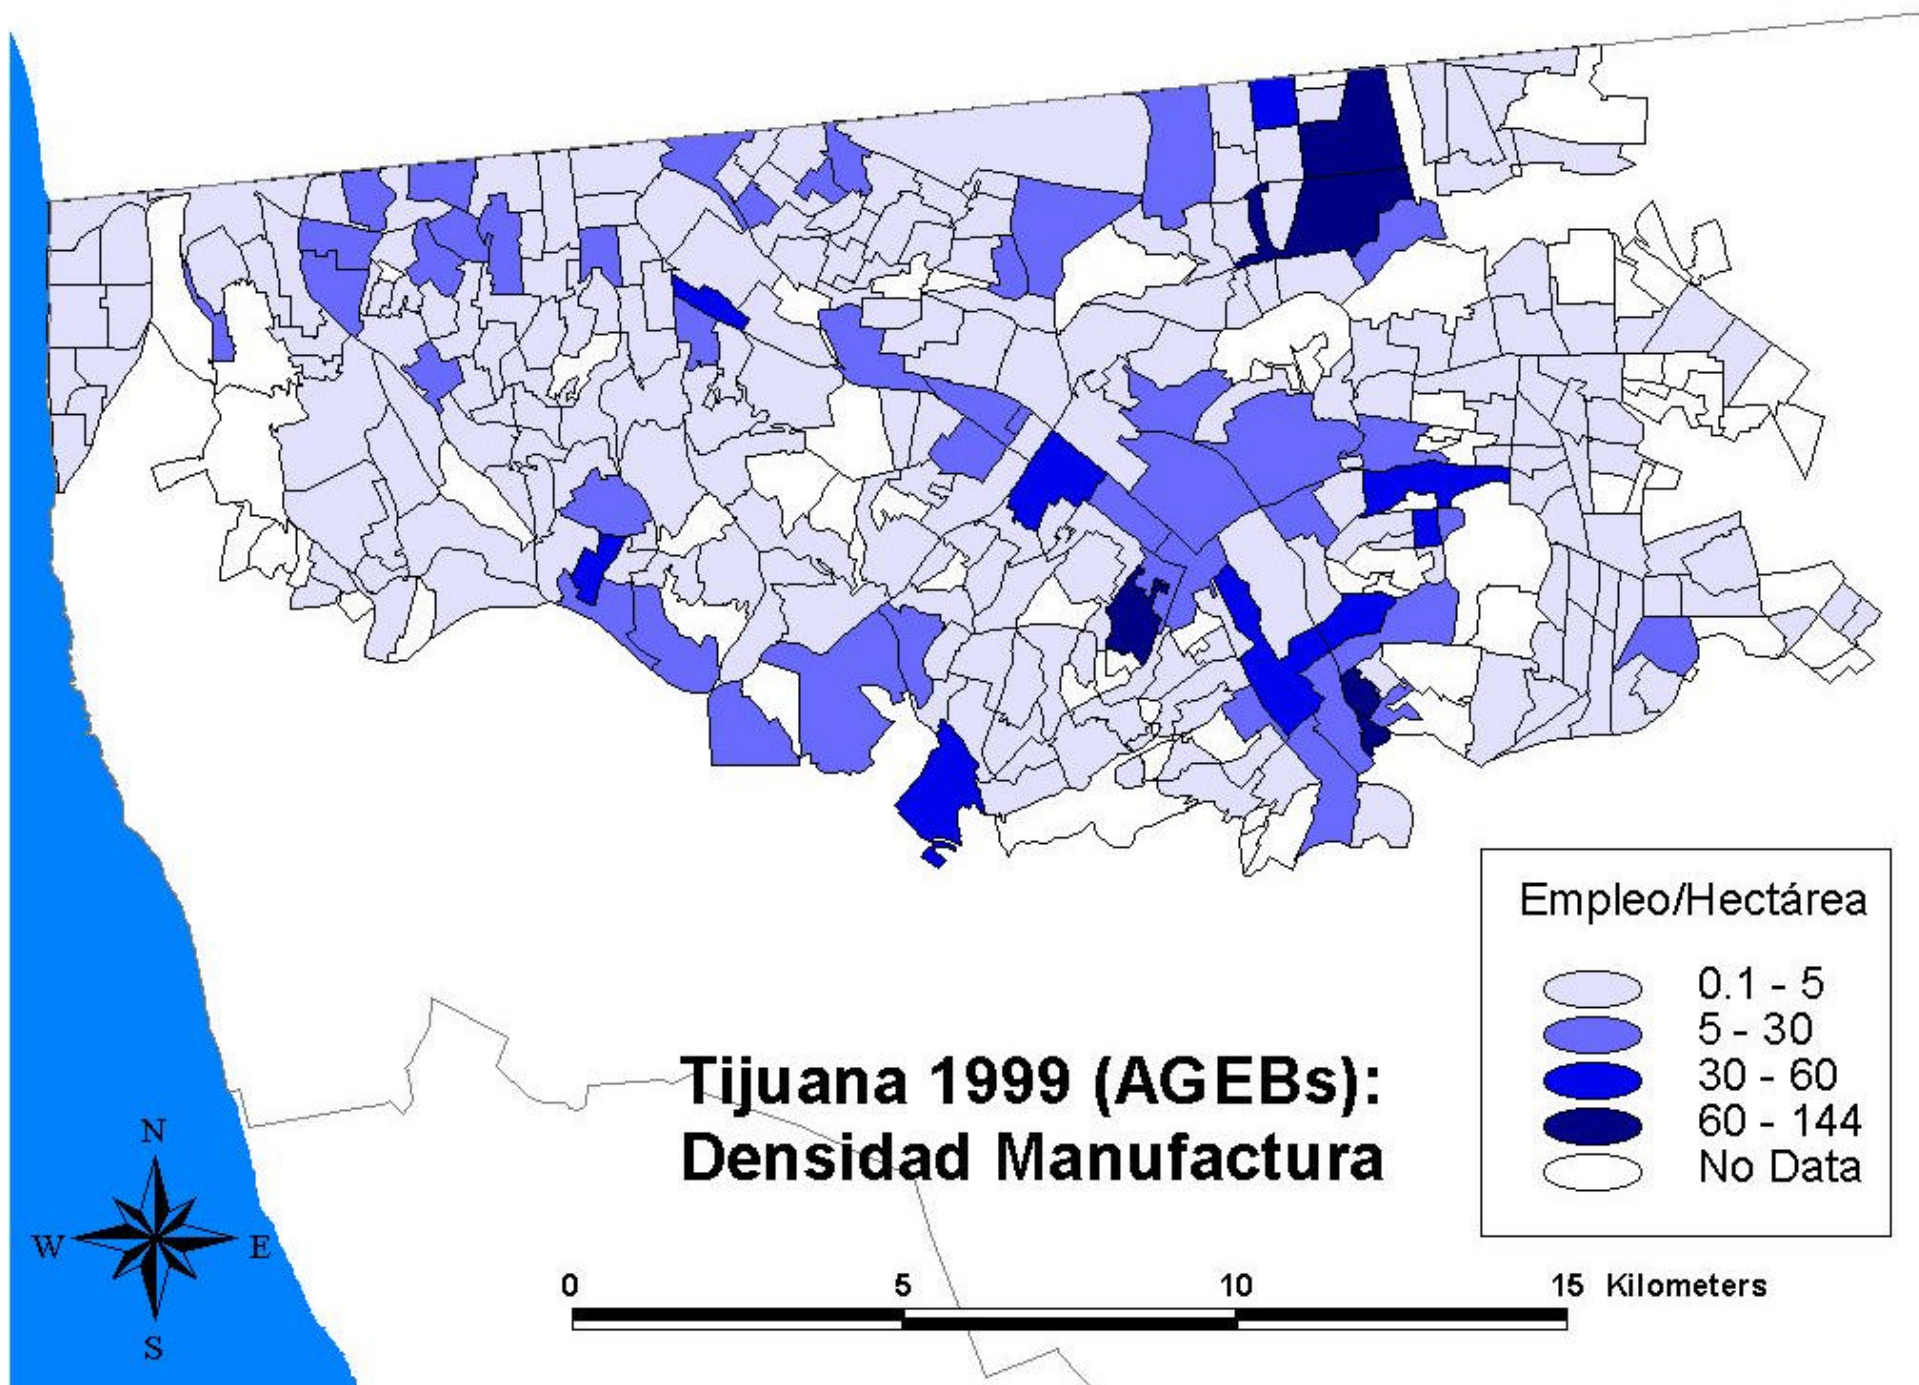 Empleo/Hectárea
0.1 - 5
5 - 30
30 - 60
60 - 144
No Data
Tijuana 1999 (AGEBs):
Densidad Manufactura
N
W E
S
0 5 10 15 Kilometers